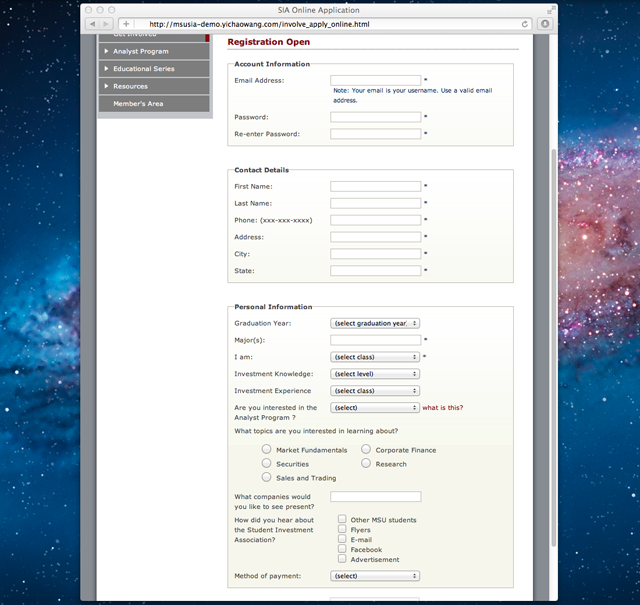 SIA Online Application
http://msusia-demo.yichaowang.com/involve_apply_online.html
Get Involved
Analyst Program
Educational Series
Resources
Member's Area
Registration Open
Account Information
Email Address: *
Note: Your email is your username. Use a valid email
address.
Password: *
Re-enter Password: *
Contact Details
First Name: *
Last Name: *
Phone: (xxx-xxx-xxxx) *
Address: *
City: *
State: *
Personal Information
Graduation Year: (select graduation year)
Major(s): *
I am: (select class) *
Investment Knowledge: (select level)
Investment Experience (select class)
Are you interested in the (select) what is this?
Analyst Program ?
What topics are you interested in learning about?
Market Fundamentals Corporate Finance
Securities Research
Sales and Trading
What companies would
you like to see present?
How did you hear about Other MSU students
the Student Investment Flyers
Association? E-mail
Facebook
Advertisement
Method of payment: (select)